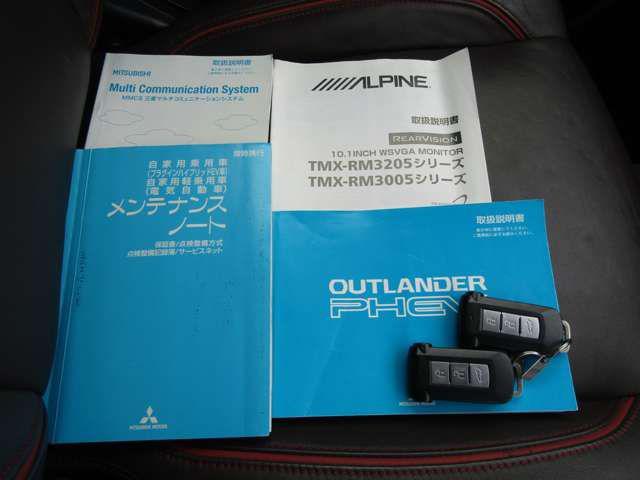 取扱説明書
MITSUBISHI
Multi Communication System
MMCS 三菱マルチコミュニケーションシステム
ALPINE
取扱説明書
REARVISION
10.1INCH WSVGA MONITOR
TMX-RM3205シリーズ
TMX-RM3005シリーズ
自家用乗用車
(プラグインハイブリッドEV車)
自家用軽乗用車
(電気自動車)
メンテナンス
ノート
保証書/点検整備方式
点検整備記録簿/サービスネット
MITSUBISHI MOTORS
取扱説明書
OUTLANDER
PHEV
MITSUBISHI MOTORS